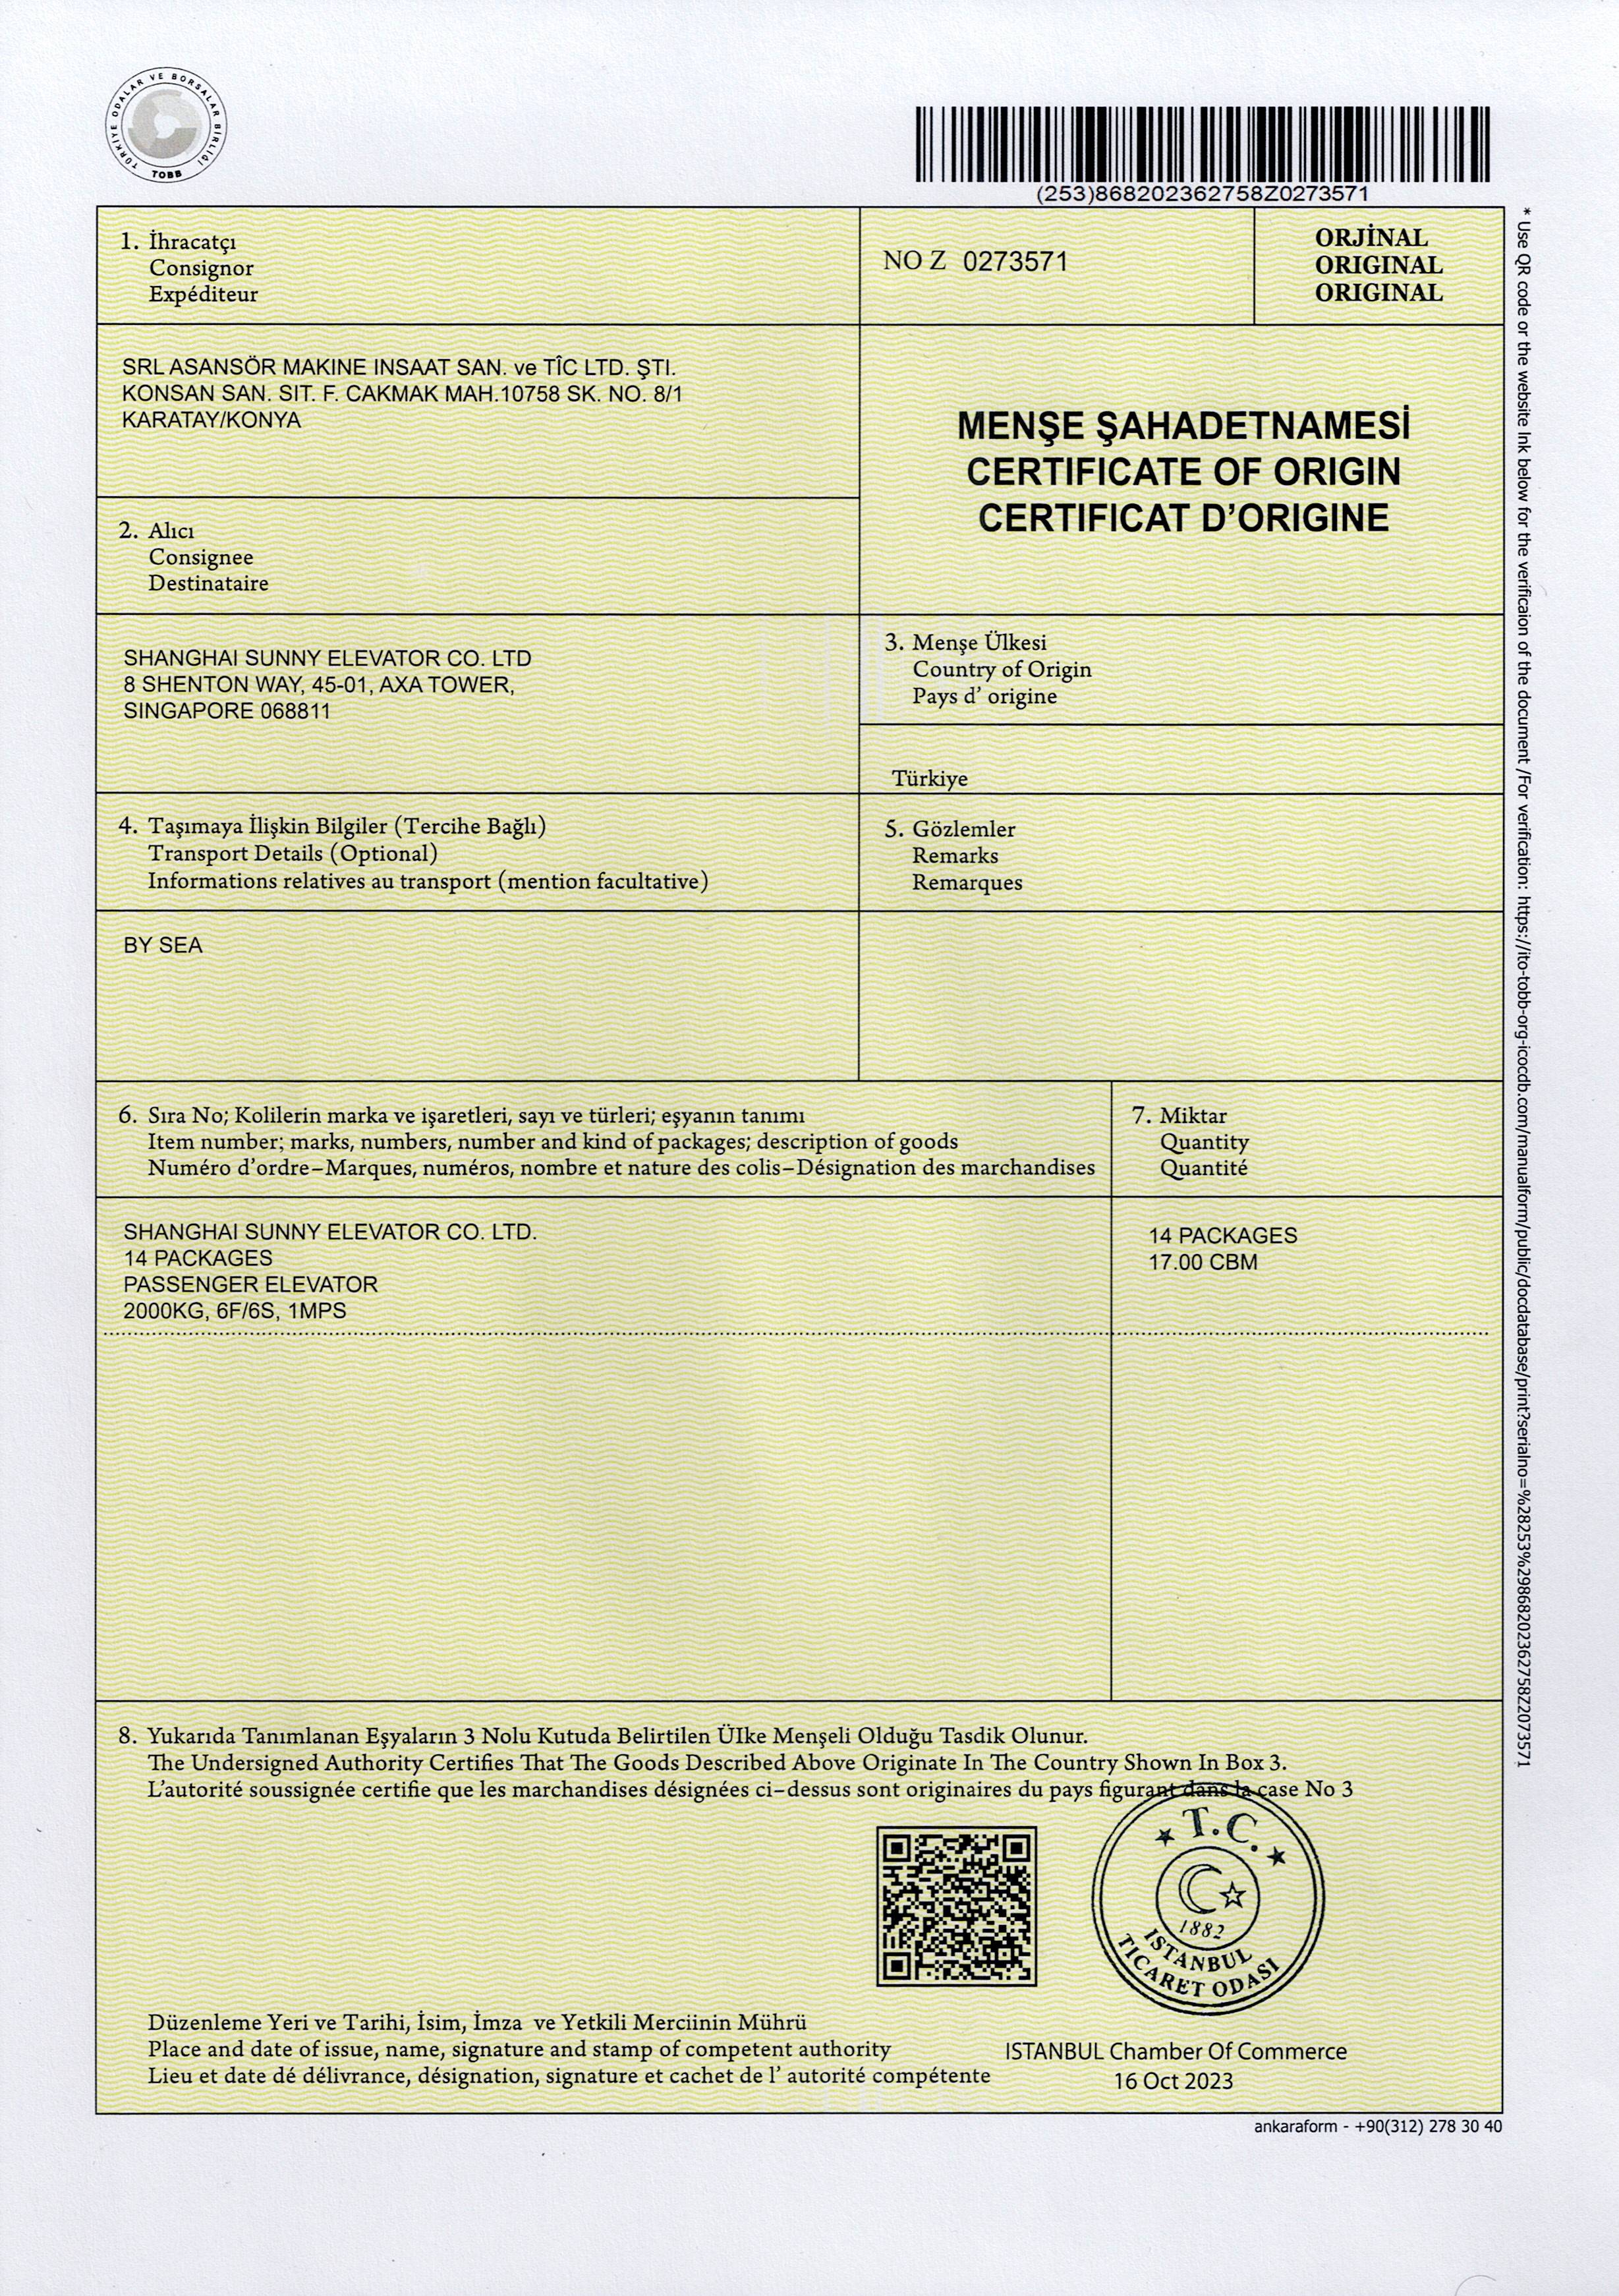 TÜRKİYE ODALAR VE BORSALAR BİRLİĞİ
TOBB
(253)868202362758Z0273571
1. İhracatçı
Consignor
Expéditeur
NO Z 0273571
ORJİNAL
ORIGINAL
ORIGINAL
SRL ASANSÖR MAKINE INSAAT SAN. ve TÎC LTD. ŞTI.
KONSAN SAN. SIT. F. CAKMAK MAH.10758 SK. NO. 8/1
KARATAY/KONYA
MENŞE ŞAHADETNAMESİ
CERTIFICATE OF ORIGIN
CERTIFICAT D’ORIGINE
2. Alıcı
Consignee
Destinataire
SHANGHAI SUNNY ELEVATOR CO. LTD
8 SHENTON WAY, 45-01, AXA TOWER,
SINGAPORE 068811
3. Menşe Ülkesi
Country of Origin
Pays d’ origine
Türkiye
4. Taşımaya İlişkin Bilgiler (Tercihe Bağlı)
Transport Details (Optional)
Informations relatives au transport (mention facultative)
5. Gözlemler
Remarks
Remarques
BY SEA
6. Sıra No; Kolilerin marka ve işaretleri, sayı ve türleri; eşyanın tanımı
Item number; marks, numbers, number and kind of packages; description of goods
Numéro d’ordre-Marques, numéros, nombre et nature des colis-Désignation des marchandises
7. Miktar
Quantity
Quantité
SHANGHAI SUNNY ELEVATOR CO. LTD.
14 PACKAGES
PASSENGER ELEVATOR
2000KG, 6F/6S, 1MPS
14 PACKAGES
17.00 CBM
8. Yukarıda Tanımlanan Eşyaların 3 Nolu Kutuda Belirtilen Ülke Menşeli Olduğu Tasdik Olunur.
The Undersigned Authority Certifies That The Goods Described Above Originate In The Country Shown In Box 3.
L’autorité soussignée certifie que les marchandises désignées ci-dessus sont originaires du pays figurant dans la case No 3
T.C.
1882
ISTANBUL
TICARET ODASI
Düzenleme Yeri ve Tarihi, İsim, İmza ve Yetkili Merciinin Mührü
Place and date of issue, name, signature and stamp of competent authority
Lieu et date dé délivrance, désignation, signature et cachet de l’ autorité compétente
ISTANBUL Chamber Of Commerce
16 Oct 2023
ankaraform - +90(312) 278 30 40
* Use QR code or the website lnk below for the verificaion of the document /For verification: https://ito-tobb-org-icocdb.com/manualform/public/docdatabase/print?serialno=%28253%29868202362758Z2073571